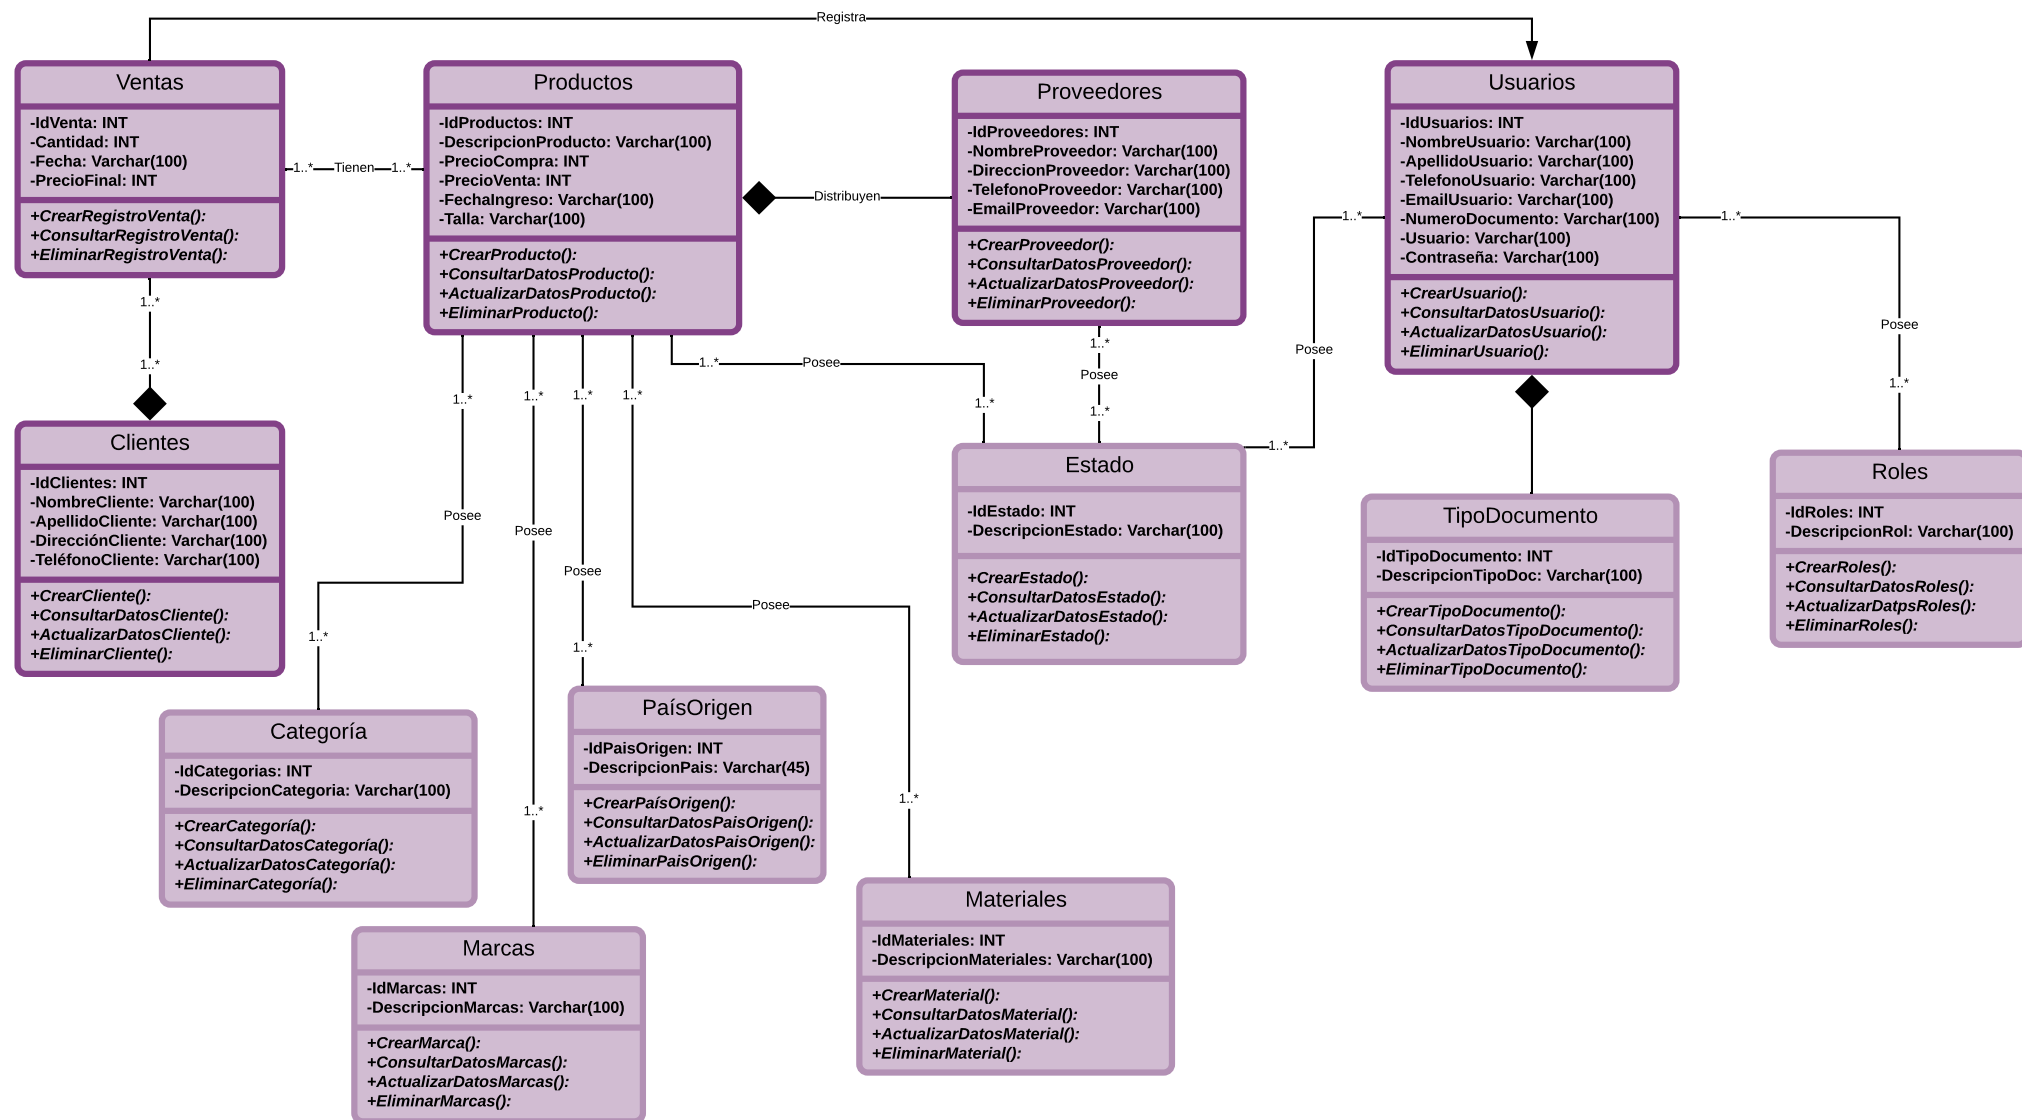 Registra
Ventas
-IdVenta: INT
-Cantidad: INT
-Fecha: Varchar(100)
-PrecioFinal: INT
+CrearRegistroVenta():
+ConsultarRegistroVenta():
+EliminarRegistroVenta():
1..*
Tienen
1..*
Productos
-IdProductos: INT
-DescripcionProducto: Varchar(100)
-PrecioCompra: INT
-PrecioVenta: INT
-FechaIngreso: Varchar(100)
-Talla: Varchar(100)
+CrearProducto():
+ConsultarDatosProducto():
+ActualizarDatosProducto():
+EliminarProducto():
Distribuyen
Proveedores
-IdProveedores: INT
-NombreProveedor: Varchar(100)
-DireccionProveedor: Varchar(100)
-TelefonoProveedor: Varchar(100)
-EmailProveedor: Varchar(100)
+CrearProveedor():
+ConsultarDatosProveedor():
+ActualizarDatosProveedor():
+EliminarProveedor():
1..*
Posee
1..*
Usuarios
-IdUsuarios: INT
-NombreUsuario: Varchar(100)
-ApellidoUsuario: Varchar(100)
-TelefonoUsuario: Varchar(100)
-EmailUsuario: Varchar(100)
-NumeroDocumento: Varchar(100)
-Usuario: Varchar(100)
-Contraseña: Varchar(100)
+CrearUsuario():
+ConsultarDatosUsuario():
+ActualizarDatosUsuario():
+EliminarUsuario():
1..*
Posee
1..*
1..*
1..*
Clientes
-IdClientes: INT
-NombreCliente: Varchar(100)
-ApellidoCliente: Varchar(100)
-DirecciónCliente: Varchar(100)
-TeléfonoCliente: Varchar(100)
+CrearCliente():
+ConsultarDatosCliente():
+ActualizarDatosCliente():
+EliminarCliente():
1..*
Posee
1..*
1..*
Posee
1..*
1..*
Posee
1..*
1..*
Posee
1..*
1..*
Posee
1..*
1..*
Posee
1..*
Estado
-IdEstado: INT
-DescripcionEstado: Varchar(100)
+CrearEstado():
+ConsultarDatosEstado():
+ActualizarDatosEstado():
+EliminarEstado():
TipoDocumento
-IdTipoDocumento: INT
-DescripcionTipoDoc: Varchar(100)
+CrearTipoDocumento():
+ConsultarDatosTipoDocumento():
+ActualizarDatosTipoDocumento():
+EliminarTipoDocumento():
Roles
-IdRoles: INT
-DescripcionRol: Varchar(100)
+CrearRoles():
+ConsultarDatosRoles():
+ActualizarDatpsRoles():
+EliminarRoles():
Categoría
-IdCategorias: INT
-DescripcionCategoria: Varchar(100)
+CrearCategoría():
+ConsultarDatosCategoría():
+ActualizarDatosCategoría():
+EliminarCategoría():
PaísOrigen
-IdPaisOrigen: INT
-DescripcionPais: Varchar(45)
+CrearPaísOrigen():
+ConsultarDatosPaisOrigen():
+ActualizarDatosPaisOrigen():
+EliminarPaisOrigen():
Materiales
-IdMateriales: INT
-DescripcionMateriales: Varchar(100)
+CrearMaterial():
+ConsultarDatosMaterial():
+ActualizarDatosMaterial():
+EliminarMaterial():
Marcas
-IdMarcas: INT
-DescripcionMarcas: Varchar(100)
+CrearMarca():
+ConsultarDatosMarcas():
+ActualizarDatosMarcas():
+EliminarMarcas():